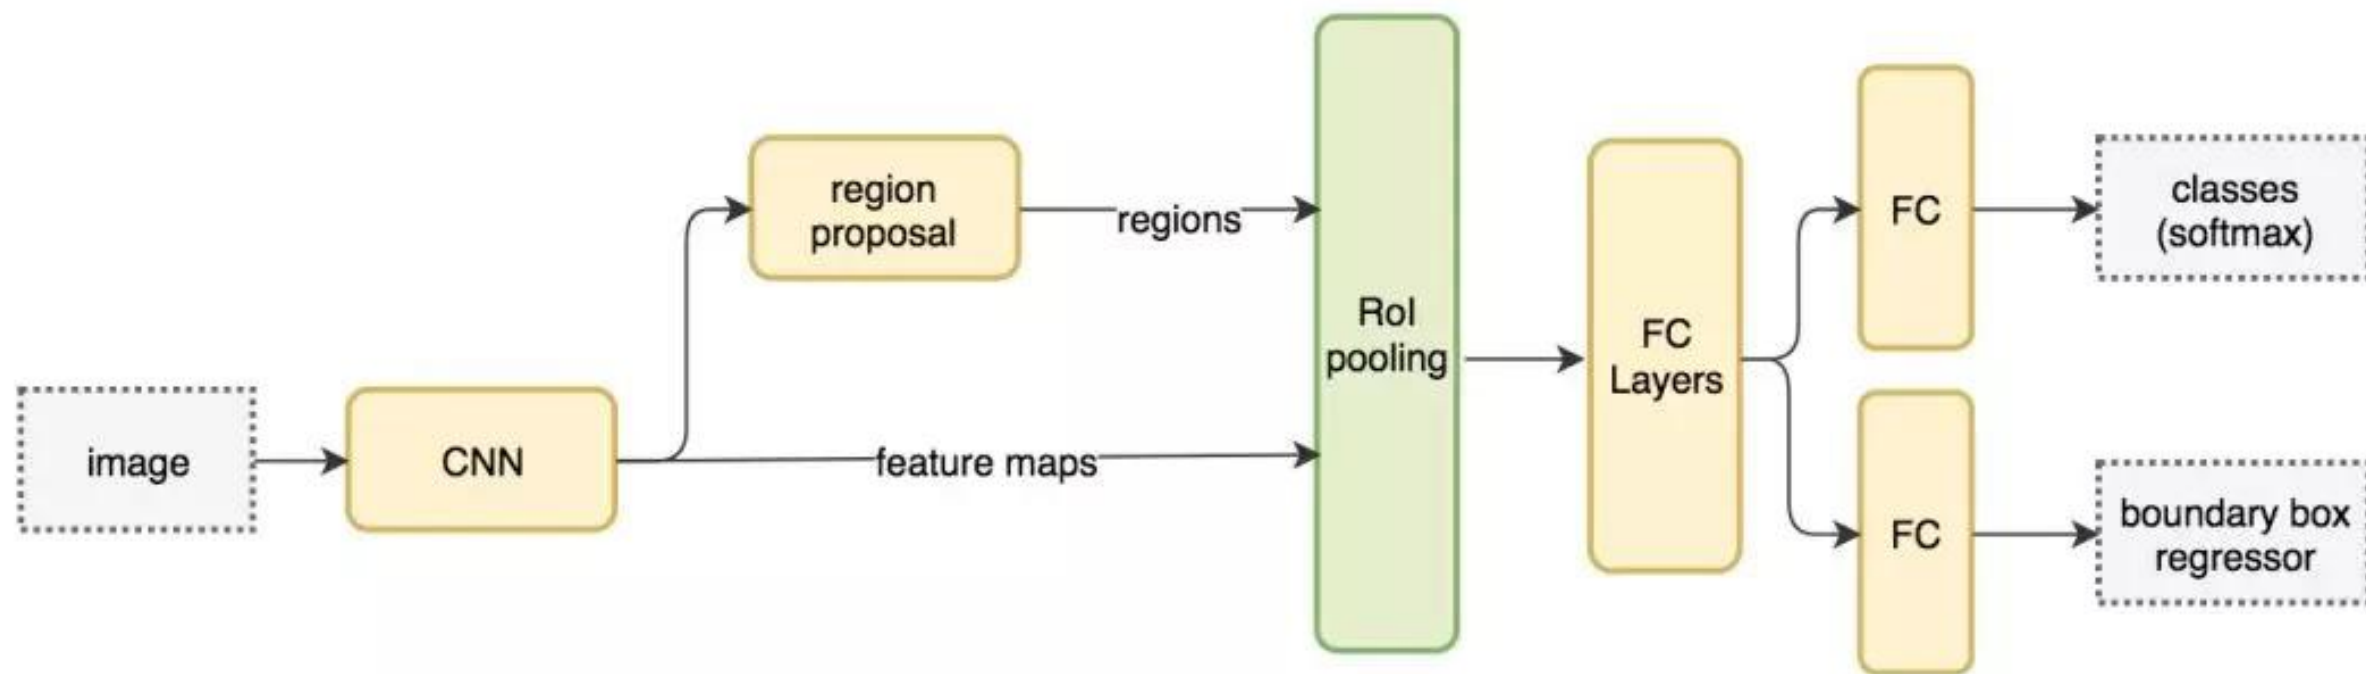 image
CNN
region
proposal
regions
feature maps
RoI
pooling
FC
Layers
FC
classes
(softmax)
FC
boundary box
regressor